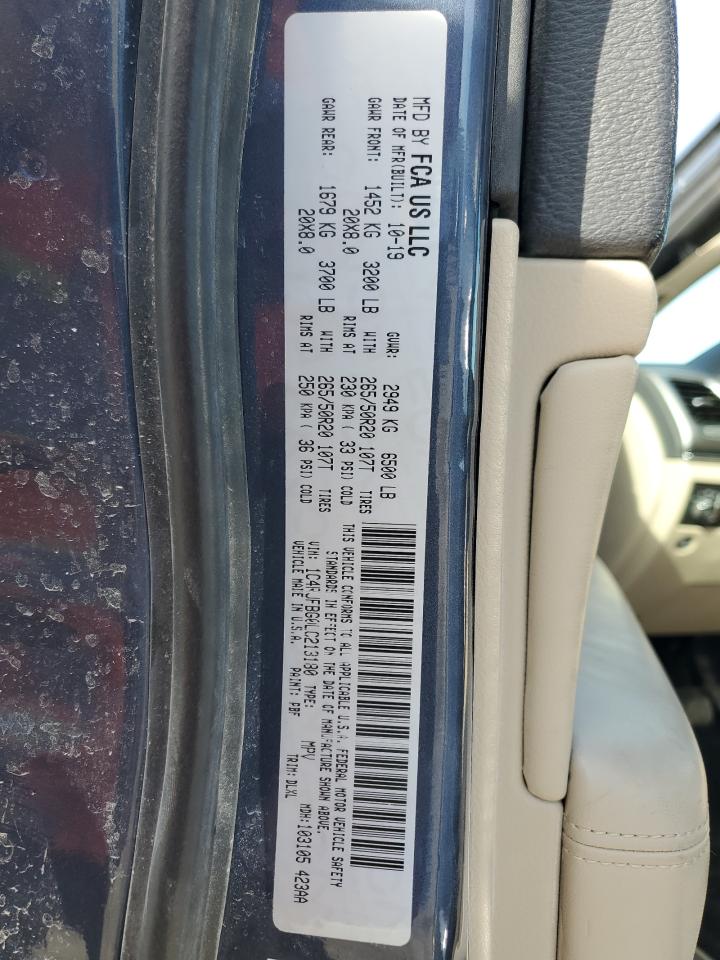 MFD BY FCA US LLC
DATE OF MFR(BUILT): 10-19 GVWR: 2949 KG 6500 LB
GAWR FRONT: 1452 KG 3200 LB WITH 265/50R20 107T TIRES
20X8.0 RIMS AT 230 KPA ( 33 PSI) COLD
GAWR REAR: 1679 KG 3700 LB WITH 265/50R20 107T TIRES
20X8.0 RIMS AT 250 KPA ( 36 PSI) COLD
THIS VEHICLE CONFORMS TO ALL APPLICABLE U.S.A. FEDERAL MOTOR VEHICLE SAFETY
STANDARDS IN EFFECT ON THE DATE OF MANUFACTURE SHOWN ABOVE.
VIN: TYPE: MPV MDH:103105 423AA
VEHICLE MADE IN U.S.A. PAINT: PBF TRIM: DLXL